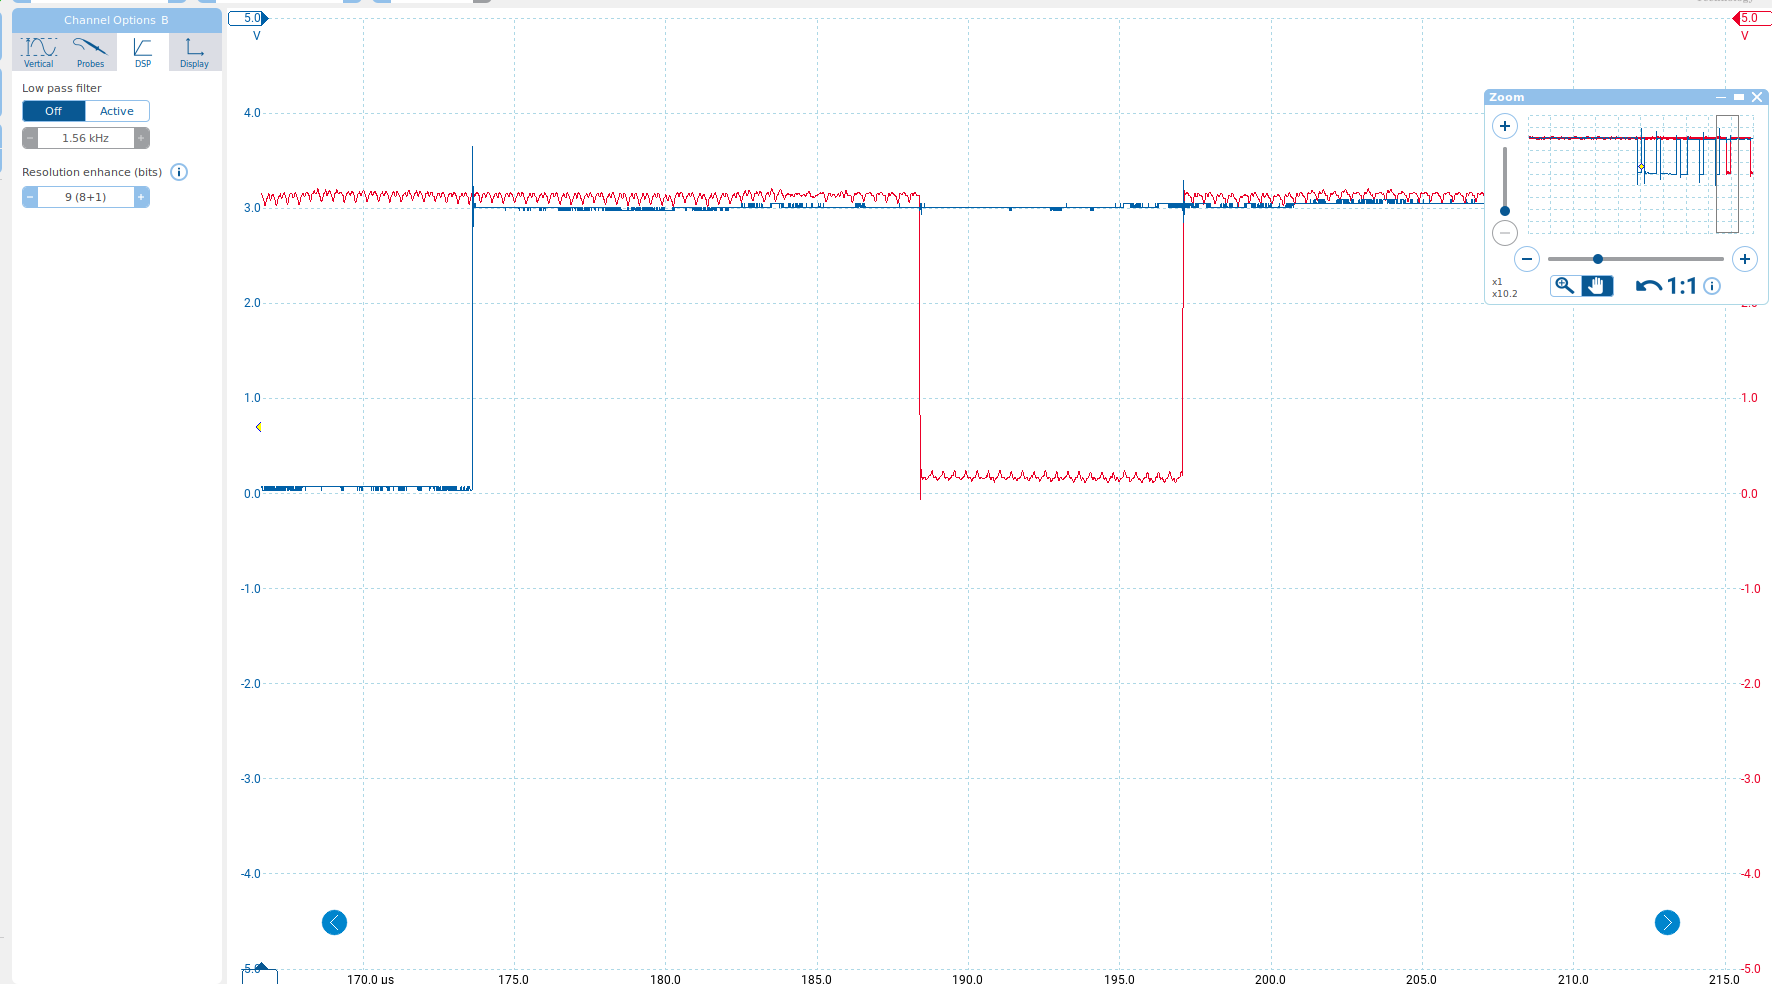 Channel Options B
Vertical Probes DSP Display
Low pass filter
Off Active
− 1.56 kHz +
Resolution enhance (bits) i
− 9 (8+1) +
5.0
V
4.0
3.0
2.0
1.0
0.0
-1.0
-2.0
-3.0
-4.0
170.0 us 175.0 180.0 185.0 190.0 195.0 200.0 205.0 210.0 215.0
5.0
V
1.0
0.0
-1.0
-2.0
-3.0
-4.0
-5.0
Zoom
x1
x10.2
1:1 i